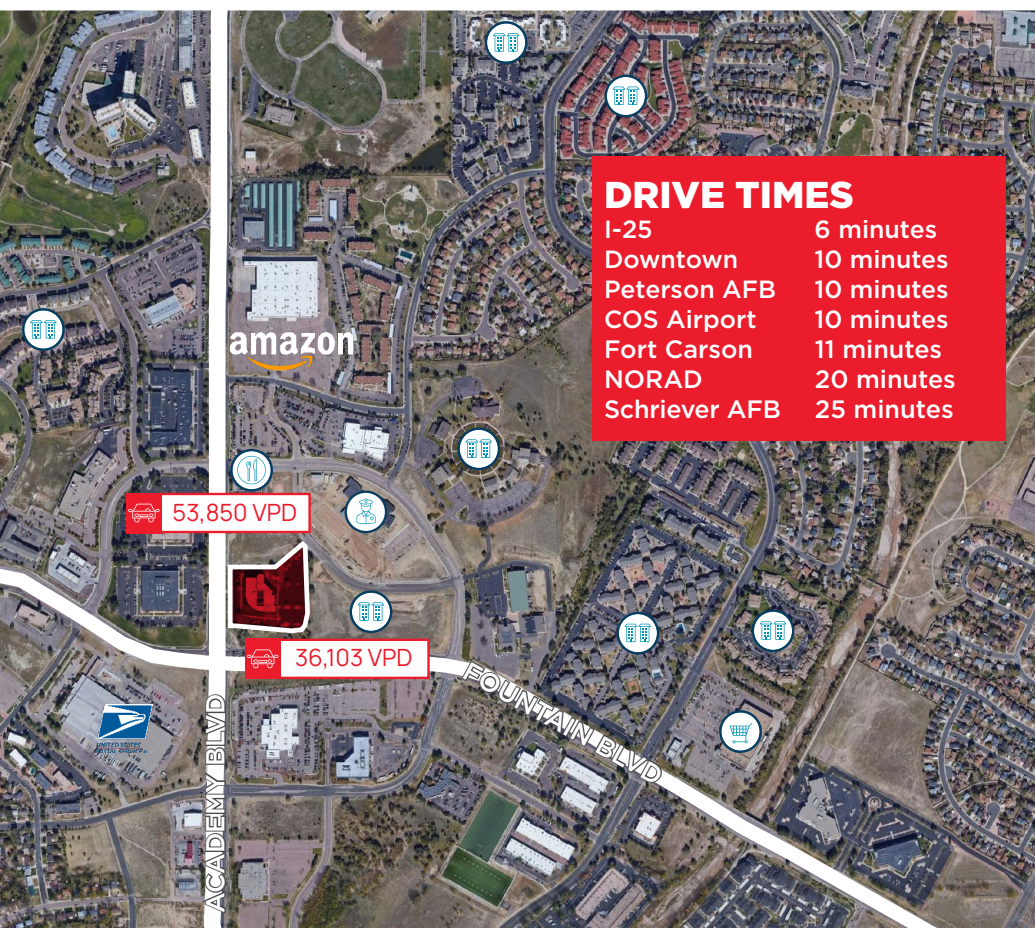 DRIVE TIMES
I-25 6 minutes
Downtown 10 minutes
Peterson AFB 10 minutes
COS Airport 10 minutes
Fort Carson 11 minutes
NORAD 20 minutes
Schriever AFB 25 minutes
amazon
53,850 VPD
36,103 VPD
FOUNTAIN BLVD
ACADEMY BLVD
UNITED STATES
POSTAL SERVICE